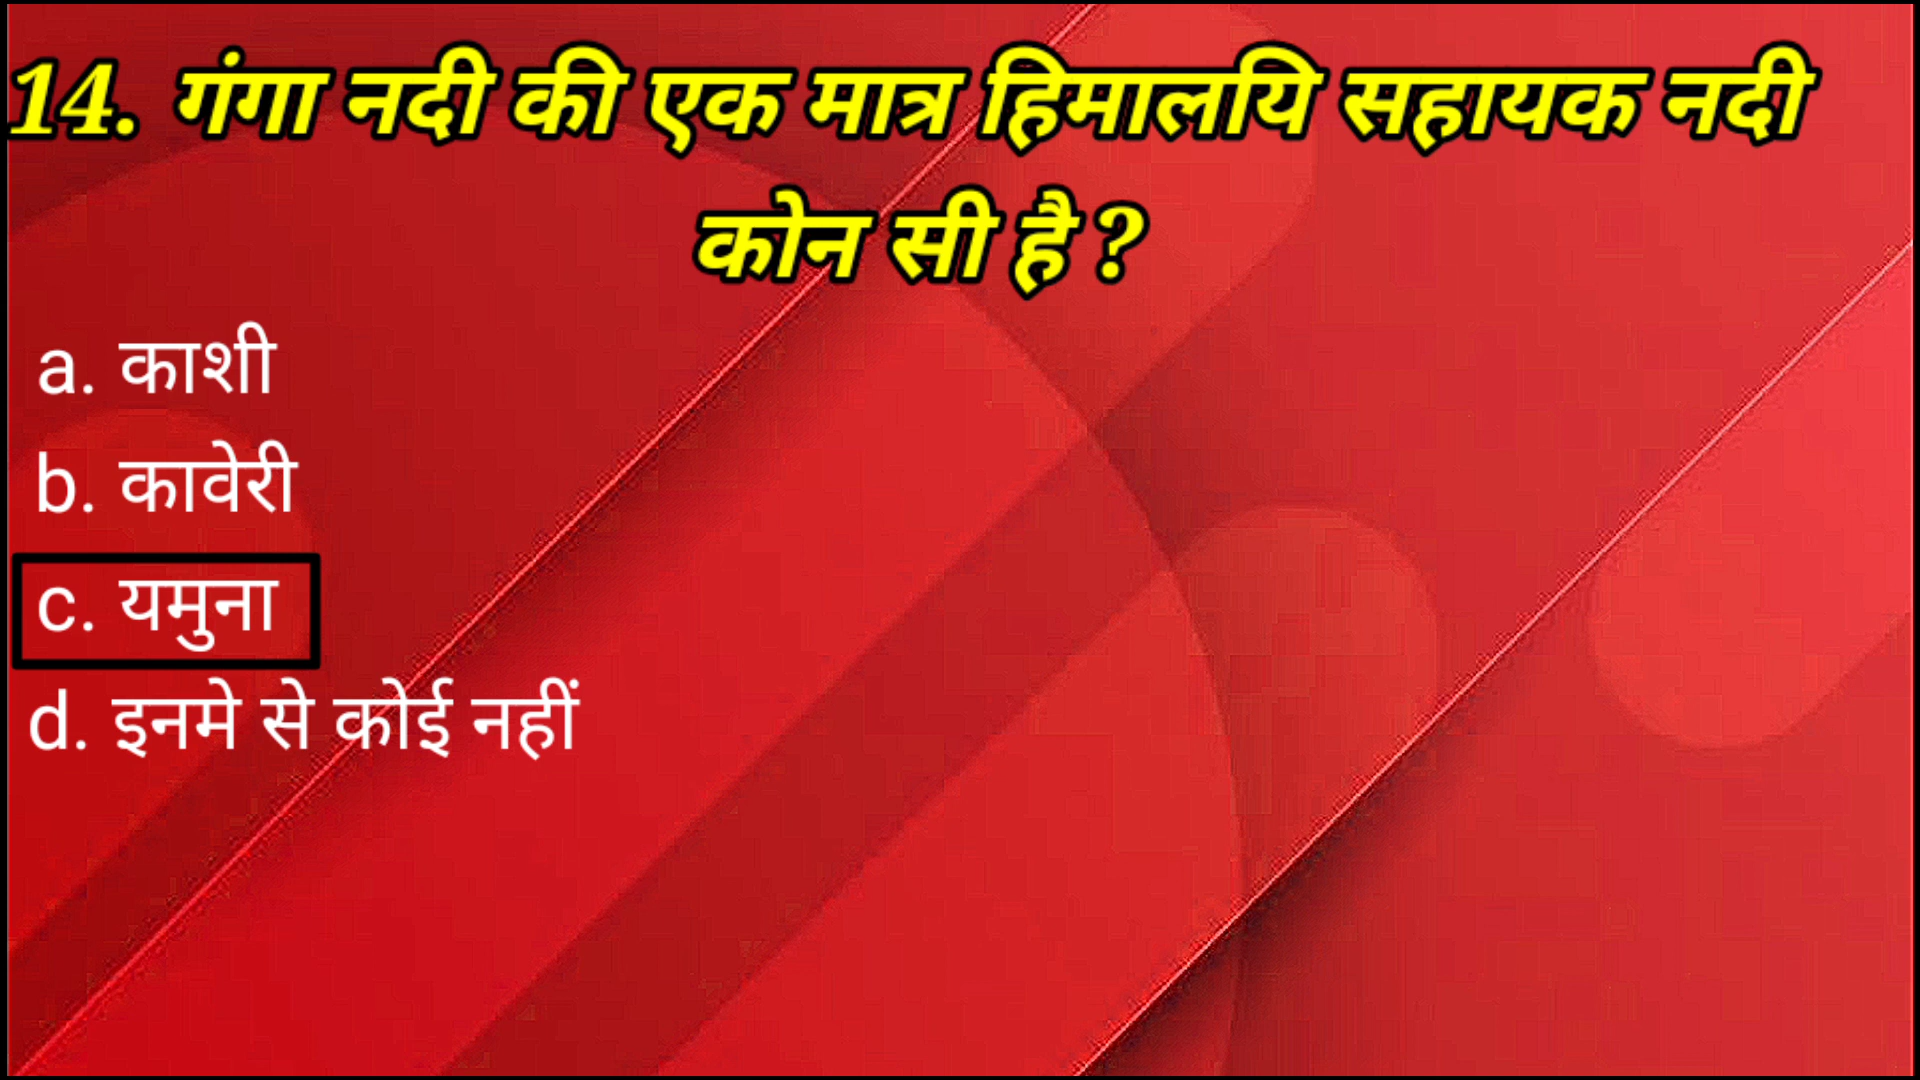 14. गंगा नदी की एक मात्र हिमालयि सहायक नदी
कोन सी है ?
a. काशी
b. कावेरी
c. यमुना
d. इनमे से कोई नहीं